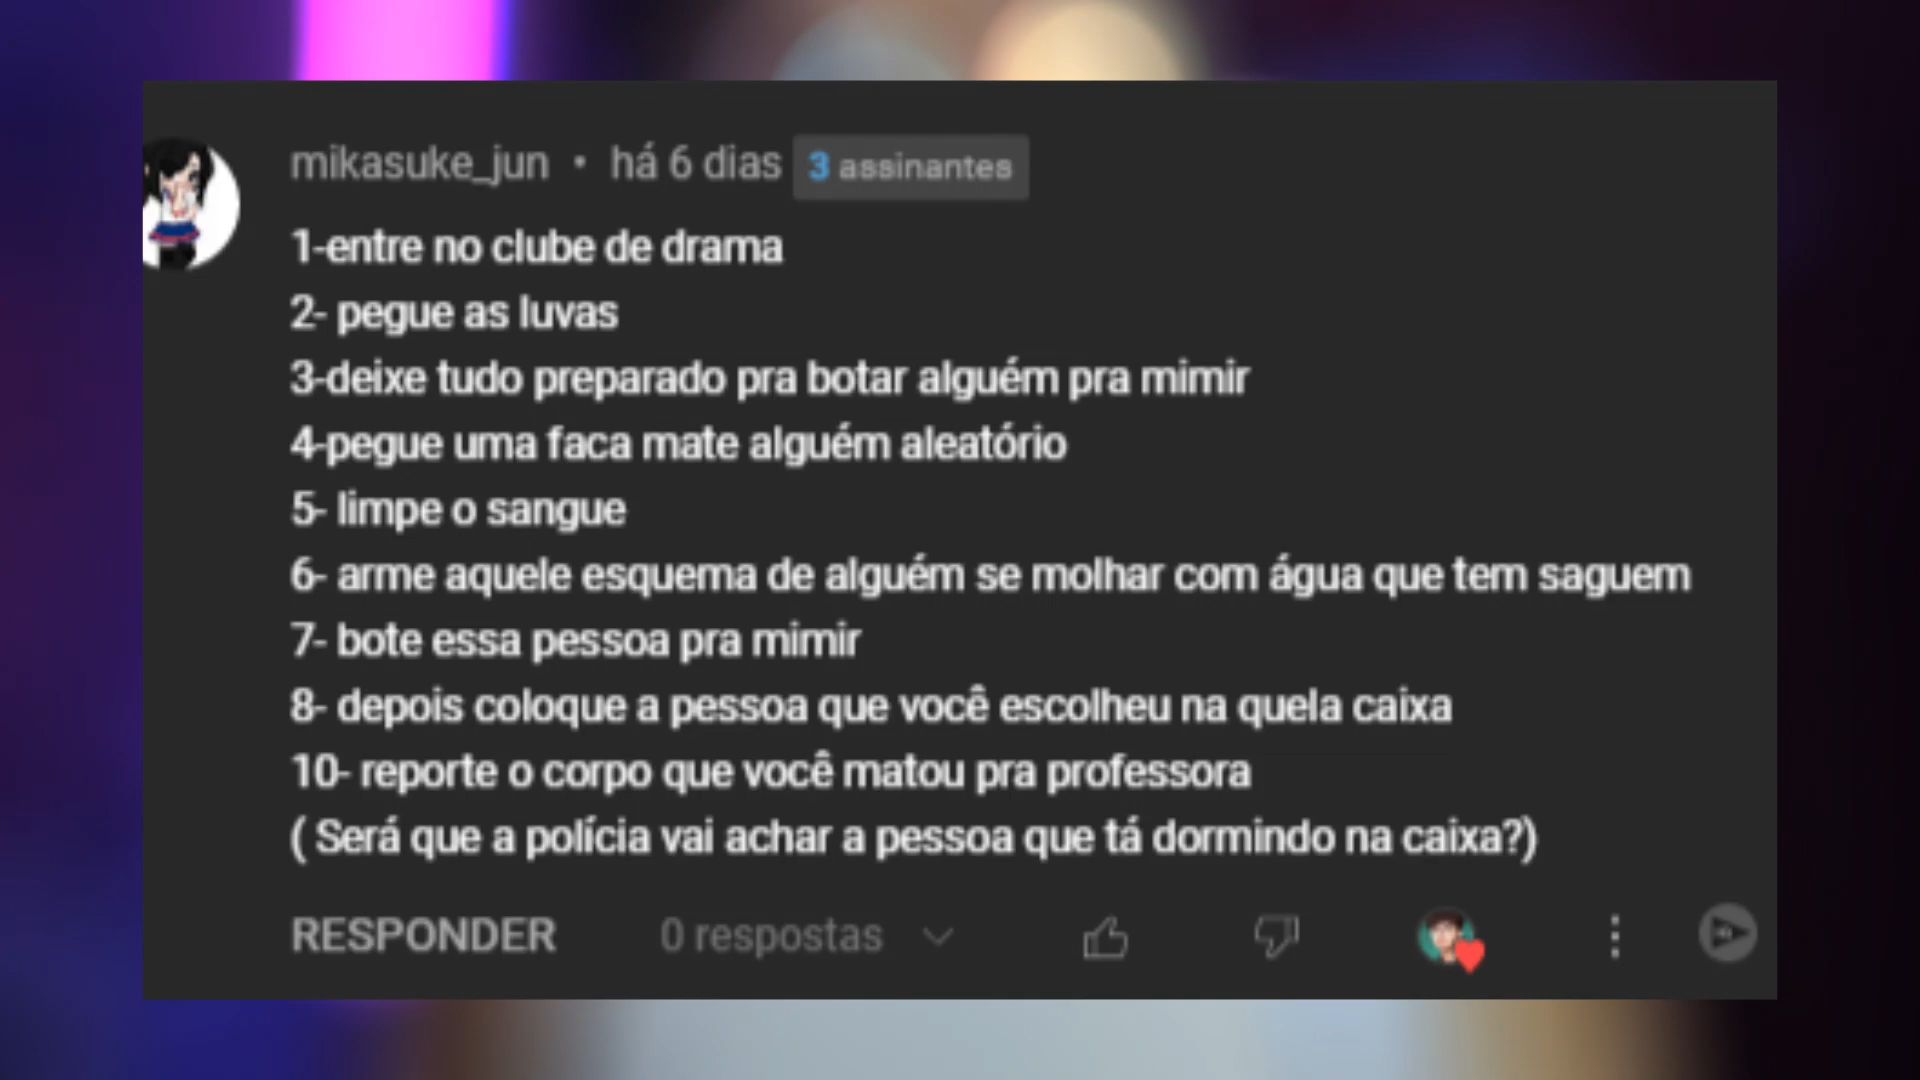 mikasuke_jun • há 6 dias 3 assinantes
1-entre no clube de drama
2- pegue as luvas
3-deixe tudo preparado pra botar alguém pra mimir
4-pegue uma faca mate alguém aleatório
5- limpe o sangue
6- arme aquele esquema de alguém se molhar com água que tem saguem
7- bote essa pessoa pra mimir
8- depois coloque a pessoa que você escolheu na quela caixa
10- reporte o corpo que você matou pra professora
( Será que a polícia vai achar a pessoa que tá dormindo na caixa?)
RESPONDER 0 respostas